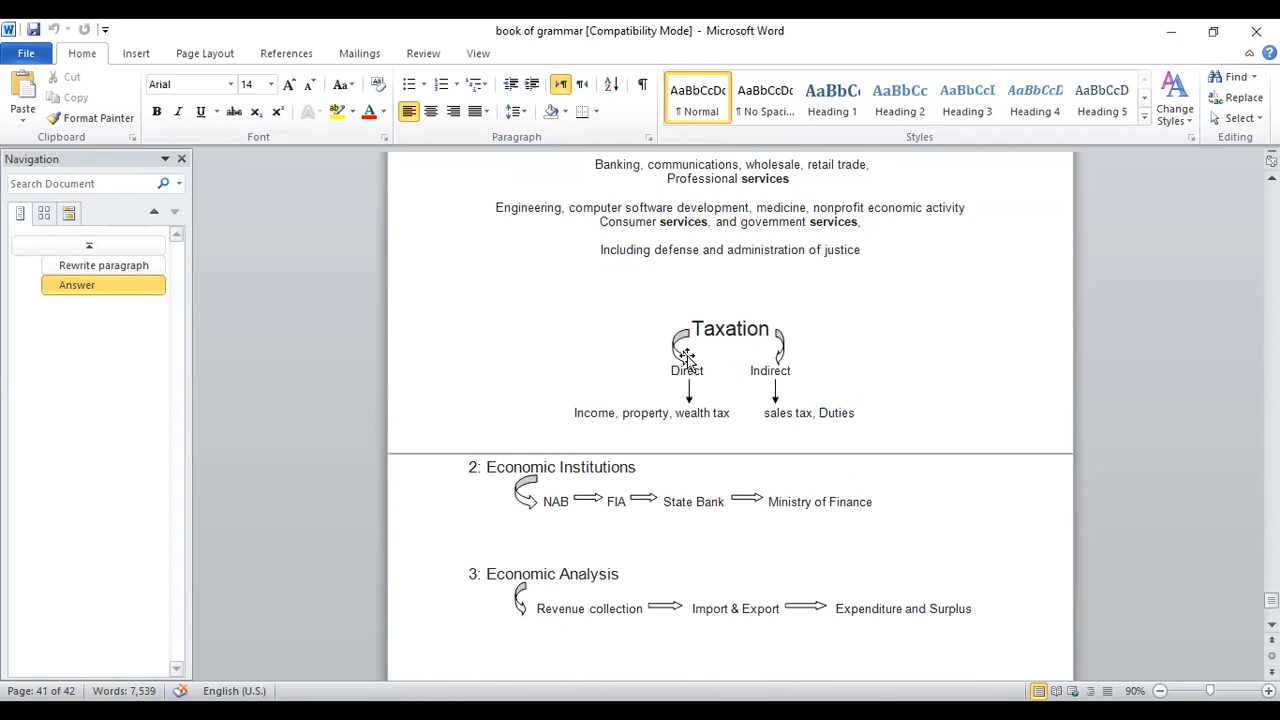 book of grammar [Compatibility Mode] - Microsoft Word
File Home Insert Page Layout References Mailings Review View
Paste
Cut
Copy
Format Painter
Clipboard
Arial 14
Font
Paragraph
AaBbCcDc AaBbCcDc AaBbCc AaBbCc AaBbCcI AaBbCcD AaBbCcD
¶ Normal ¶ No Spaci... Heading 1 Heading 2 Heading 3 Heading 4 Heading 5
Change Styles
Styles
Find
Replace
Select
Editing
Navigation
Search Document
Rewrite paragraph
Answer
Banking, communications, wholesale, retail trade,
Professional services
Engineering, computer software development, medicine, nonprofit economic activity
Consumer services, and government services,
Including defense and administration of justice
Taxation
Direct Indirect
Income, property, wealth tax sales tax, Duties
2: Economic Institutions
NAB FIA State Bank Ministry of Finance
3: Economic Analysis
Revenue collection Import & Export Expenditure and Surplus
Page: 41 of 42 Words: 7,539 English (U.S.) 90%